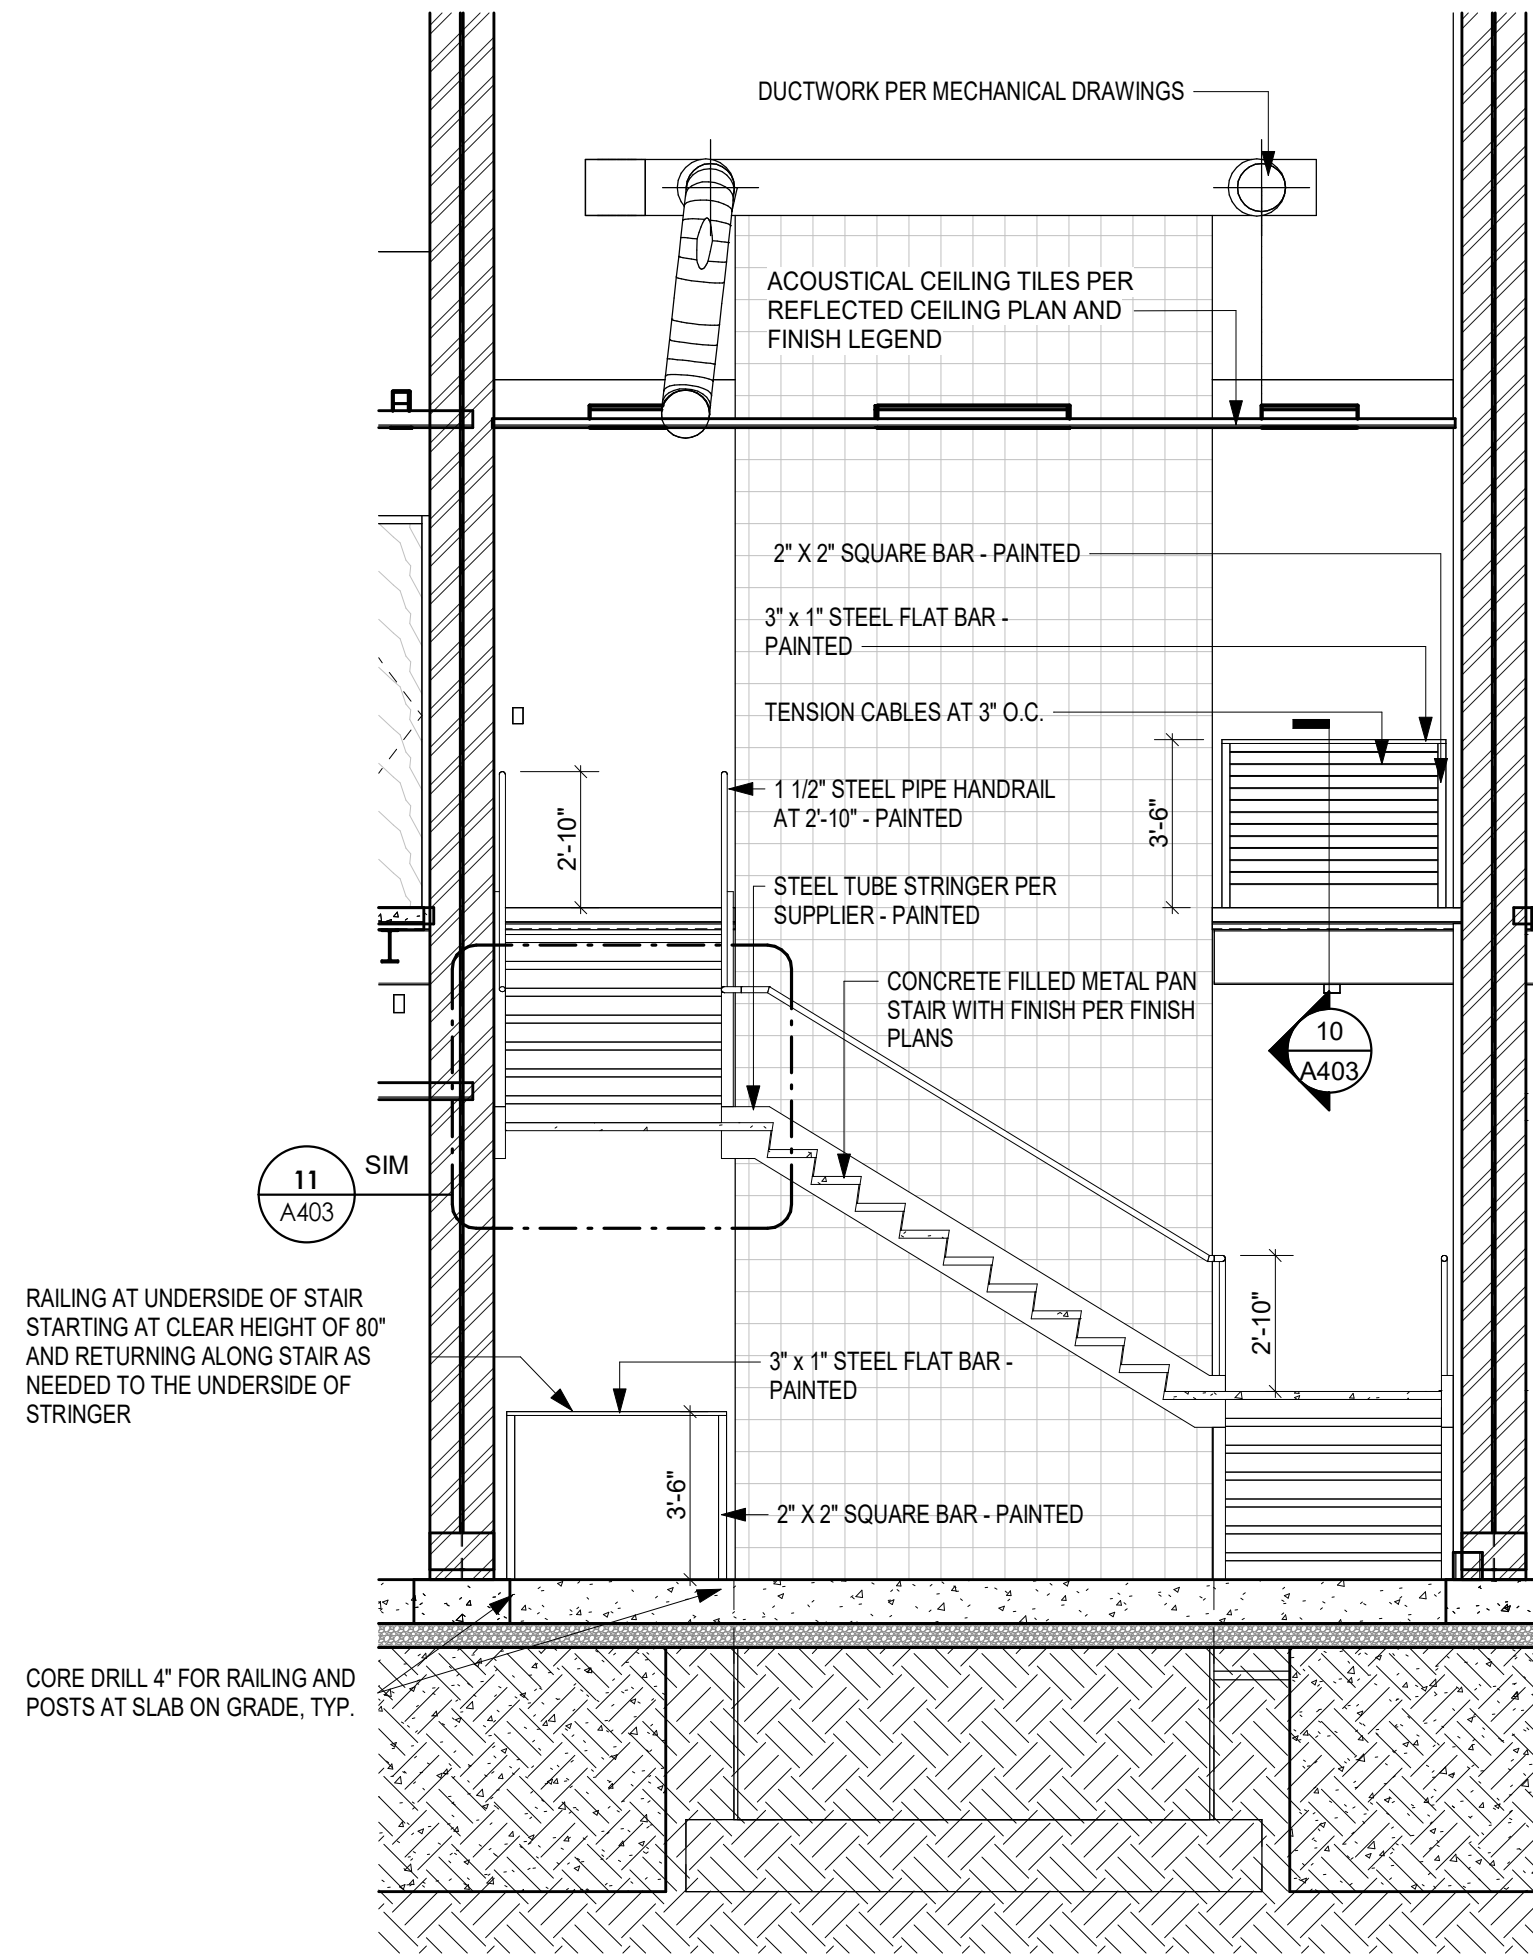 DUCTWORK PER MECHANICAL DRAWINGS
ACOUSTICAL CEILING TILES PER
REFLECTED CEILING PLAN AND
FINISH LEGEND
2" X 2" SQUARE BAR - PAINTED
3" x 1" STEEL FLAT BAR -
PAINTED
TENSION CABLES AT 3" O.C.
1 1/2" STEEL PIPE HANDRAIL
AT 2'-10" - PAINTED
2'-10"
3'-6"
STEEL TUBE STRINGER PER
SUPPLIER - PAINTED
CONCRETE FILLED METAL PAN
STAIR WITH FINISH PER FINISH
PLANS
10
A403
11
A403
SIM
RAILING AT UNDERSIDE OF STAIR
STARTING AT CLEAR HEIGHT OF 80"
AND RETURNING ALONG STAIR AS
NEEDED TO THE UNDERSIDE OF
STRINGER
2'-10"
3" x 1" STEEL FLAT BAR -
PAINTED
3'-6"
2" X 2" SQUARE BAR - PAINTED
CORE DRILL 4" FOR RAILING AND
POSTS AT SLAB ON GRADE, TYP.